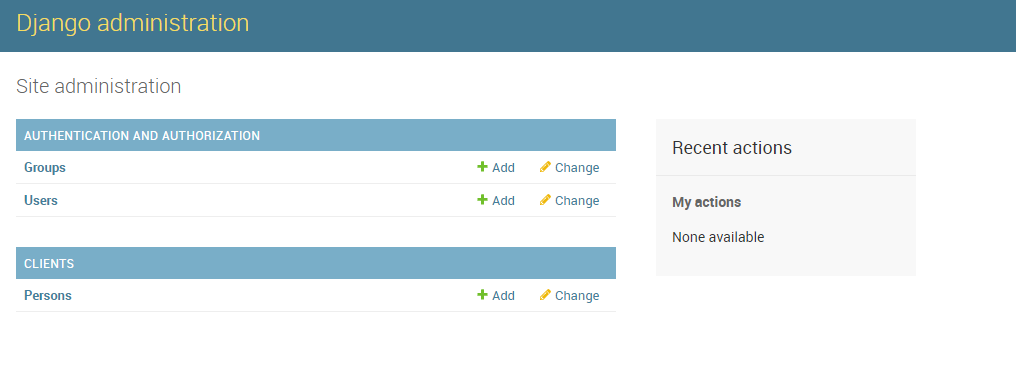 Django administration
Site administration
AUTHENTICATION AND AUTHORIZATION
Groups Add Change
Users Add Change
CLIENTS
Persons Add Change
Recent actions
My actions
None available